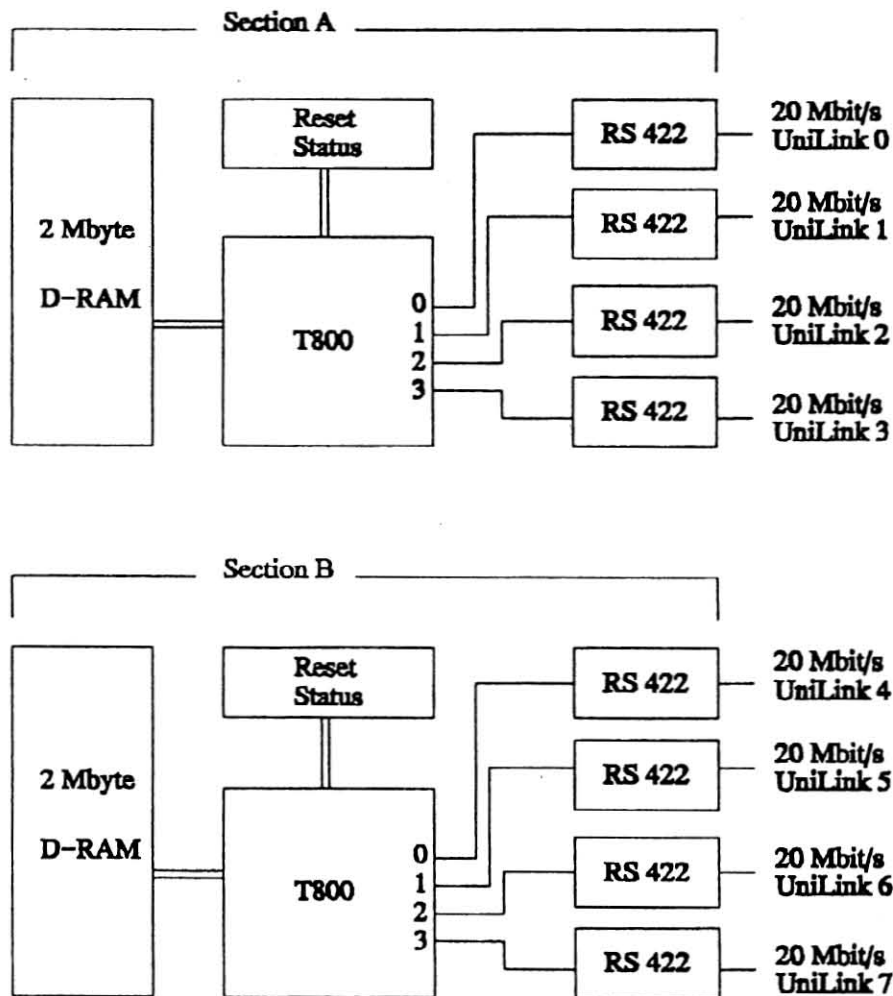 Section A
Reset
Status
2 Mbyte
D-RAM
T800
0
1
2
3
RS 422
20 Mbit/s
UniLink 0
RS 422
20 Mbit/s
UniLink 1
RS 422
20 Mbit/s
UniLink 2
RS 422
20 Mbit/s
UniLink 3
Section B
Reset
Status
2 Mbyte
D-RAM
T800
0
1
2
3
RS 422
20 Mbit/s
UniLink 4
RS 422
20 Mbit/s
UniLink 5
RS 422
20 Mbit/s
UniLink 6
RS 422
20 Mbit/s
UniLink 7